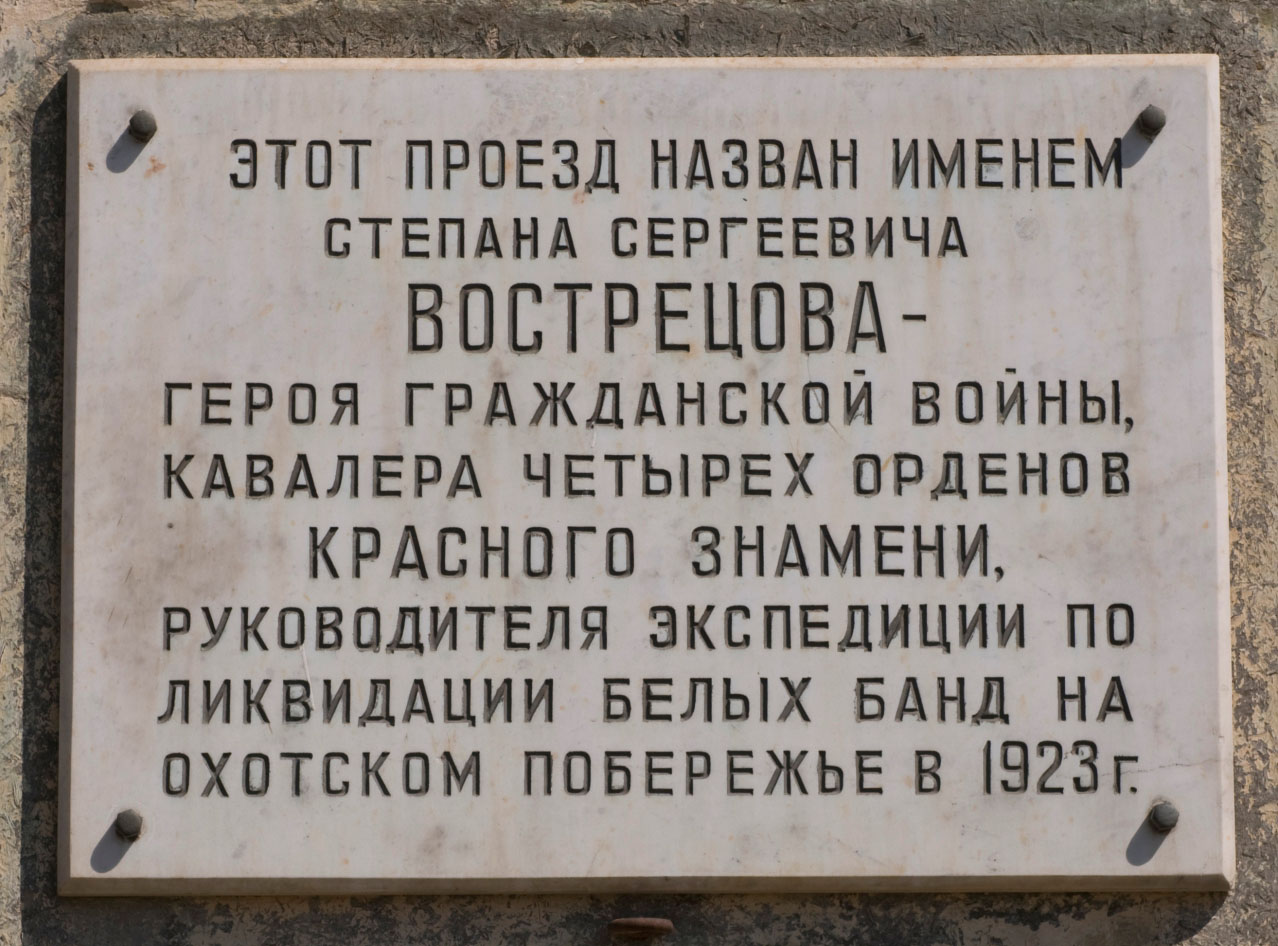 ЭТОТ ПРОЕЗД НАЗВАН ИМЕНЕМ
СТЕПАНА СЕРГЕЕВИЧА
ВОСТРЕЦОВА–
ГЕРОЯ ГРАЖДАНСКОЙ ВОЙНЫ,
КАВАЛЕРА ЧЕТЫРЕХ ОРДЕНОВ
КРАСНОГО ЗНАМЕНИ,
РУКОВОДИТЕЛЯ ЭКСПЕДИЦИИ ПО
ЛИКВИДАЦИИ БЕЛЫХ БАНД НА
ОХОТСКОМ ПОБЕРЕЖЬЕ В 1923 г.